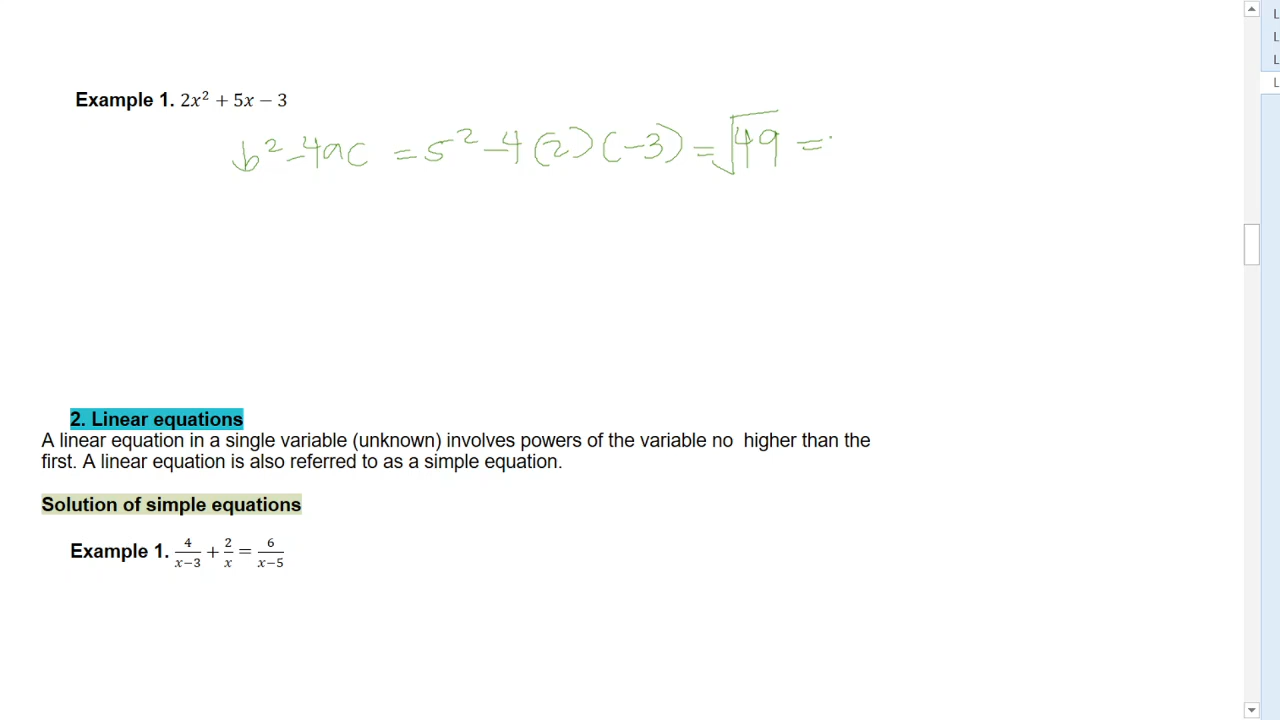 Example 1. 2x² + 5x − 3
b² - 4ac = 5² - 4(2)(-3) = √49 =
2. Linear equations
A linear equation in a single variable (unknown) involves powers of the variable no higher than the
first. A linear equation is also referred to as a simple equation.
Solution of simple equations
Example 1. 4/(x−3) + 2/x = 6/(x−5)